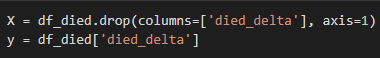 X = df_died.drop(columns=['died_delta'], axis=1)
y = df_died['died_delta']